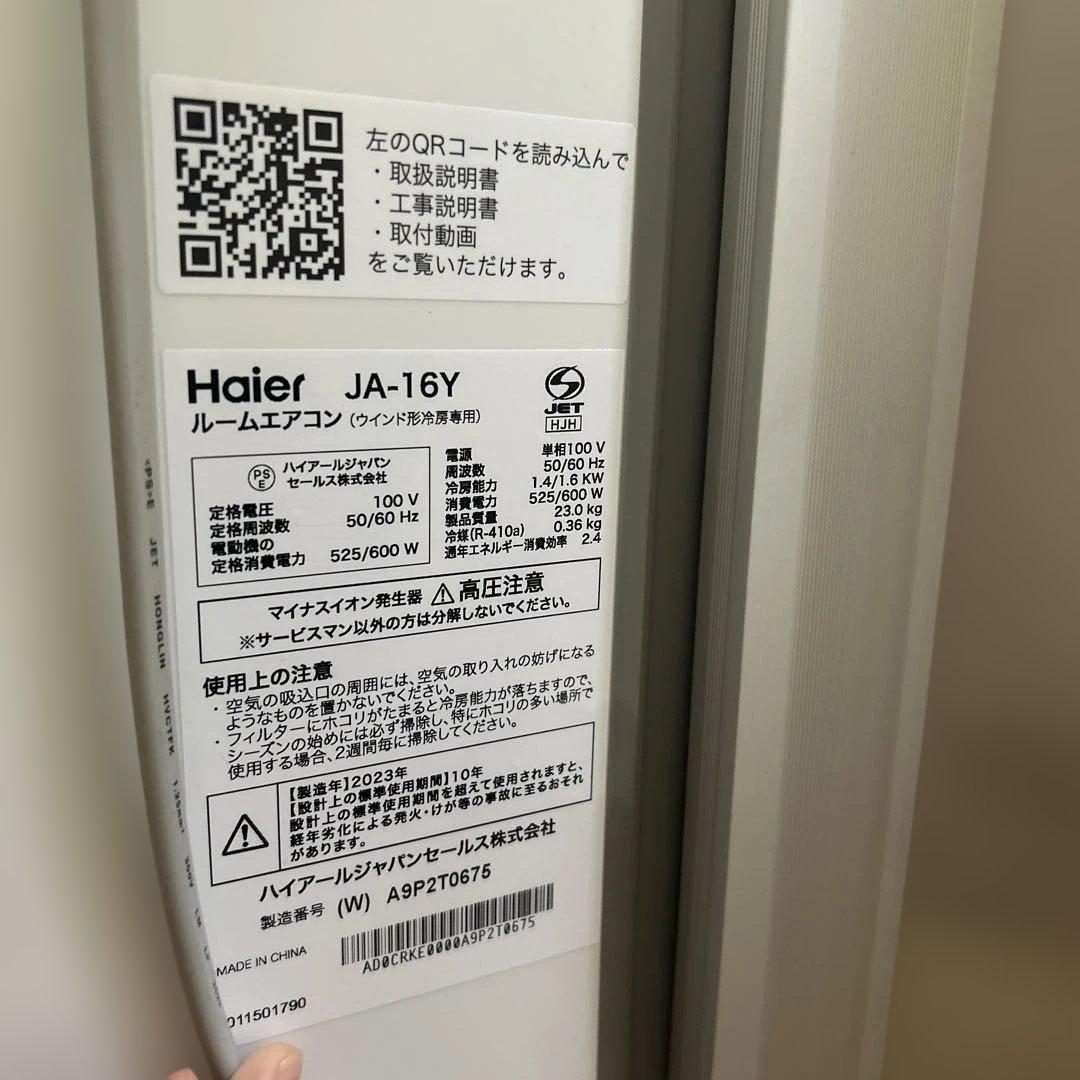 左のQRコードを読み込んで
・取扱説明書
・工事説明書
・取付動画
をご覧いただけます。
Haier JA-16Y
ルームエアコン (ウインド形冷房専用)
JET
HJH
PS
E
ハイアールジャパン
セールス株式会社
定格電圧 100 V
定格周波数 50/60 Hz
電動機の
定格消費電力 525/600 W
電源 単相100 V
周波数 50/60 Hz
冷房能力 1.4/1.6 KW
消費電力 525/600 W
製品質量 23.0 kg
冷媒(R-410a) 0.36 kg
通年エネルギー消費効率 2.4
マイナスイオン発生器 高圧注意
※サービスマン以外の方は分解しないでください。
使用上の注意
・空気の吸込口の周囲には、空気の取り入れの妨げになる
ようなものを置かないでください。
・フィルターにホコリがたまると冷房能力が落ちますので、
シーズンの始めには必ず掃除し、特にホコリの多い場所で
使用する場合、2週間毎に掃除してください。
【製造年】2023年
【設計上の標準使用期間】10年
設計上の標準使用期間を超えて使用されますと、
経年劣化による発火・けが等の事故に至るおそれ
があります。
ハイアールジャパンセールス株式会社
製造番号 (W) A9P2T0675
AD0CRKE0000A9P2T0675
MADE IN CHINA
011501790
<PS>E JET HONGLIN HVCTFK